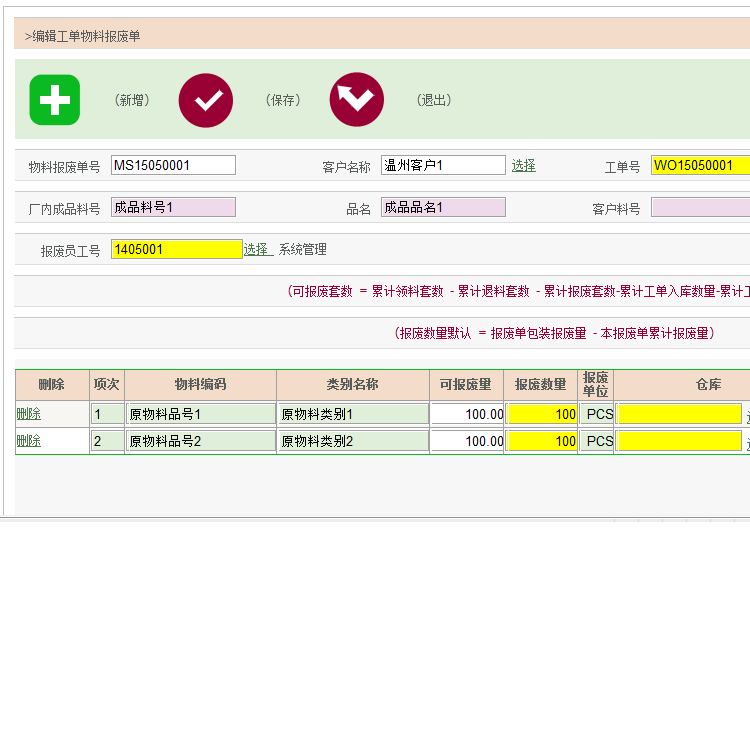 >编辑工单物料报废单
（新增） （保存） （退出）
物料报废单号 MS15050001 客户名称 温州客户1 选择 工单号 WO15050001
厂内成品料号 成品料号1 品名 成品品名1 客户料号
报废员工号 1405001 选择 系统管理
（可报废套数 = 累计领料套数 - 累计退料套数 - 累计报废套数-累计工单入库数量-累计工
（报废数量默认 = 报废单包装报废量 - 本报废单累计报废量）
删除 项次 物料编码 类别名称 可报废量 报废数量 报废单位 仓库
删除 1 原物料品号1 原物料类别1 100.00 100 PCS
删除 2 原物料品号2 原物料类别2 100.00 100 PCS